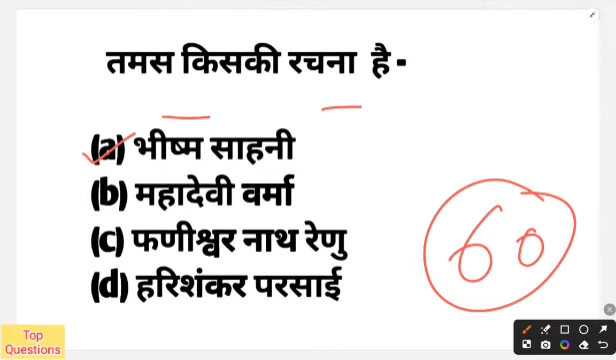 तमस किसकी रचना है -
(a) भीष्म साहनी
(b) महादेवी वर्मा
(c) फणीश्वर नाथ रेणु
(d) हरिशंकर परसाई
60
Top
Questions